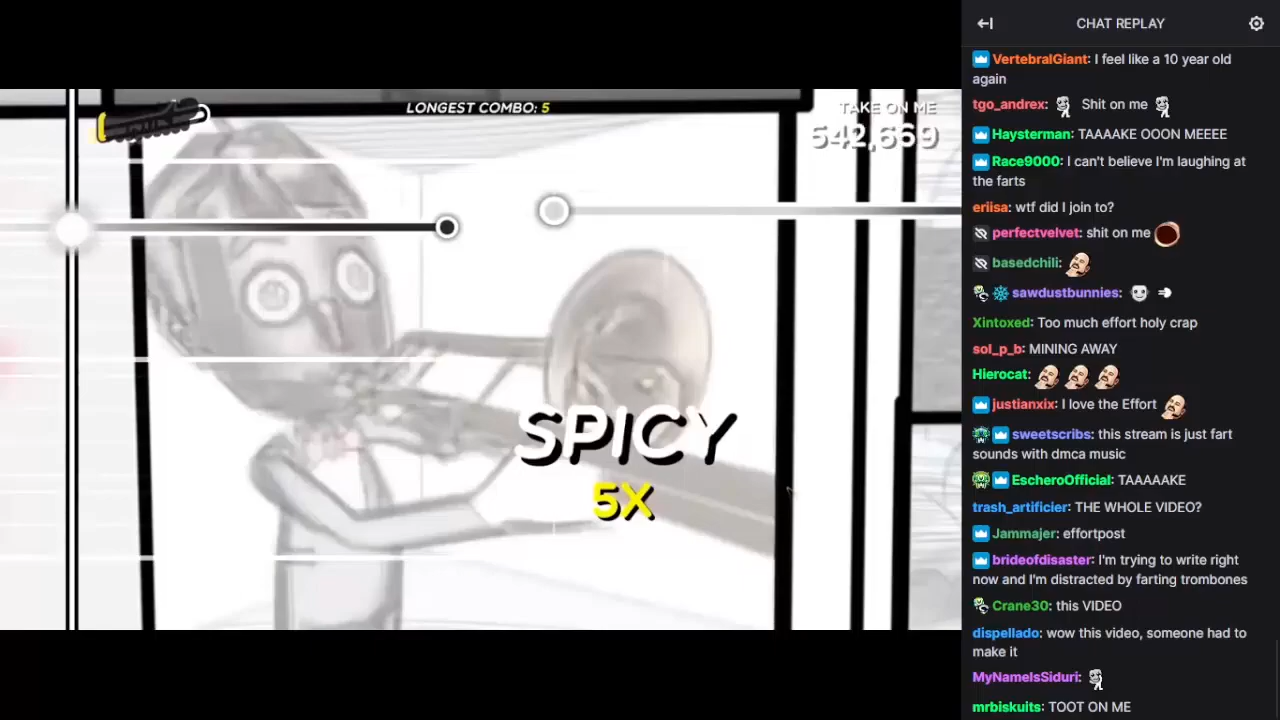 LONGEST COMBO: 5
TAKE ON ME
542,669
SPICY
5X
CHAT REPLAY
VertebralGiant: I feel like a 10 year old
again
tgo_andrex: Shit on me
Haysterman: TAAAAKE OOON MEEEE
Race9000: I can't believe I'm laughing at
the farts
eriisa: wtf did I join to?
perfectvelvet: shit on me
basedchili:
sawdustbunnies:
Xintoxed: Too much effort holy crap
sol_p_b: MINING AWAY
Hierocat:
justianxix: I love the Effort
sweetscribs: this stream is just fart
sounds with dmca music
EscheroOfficial: TAAAAAKE
trash_artificier: THE WHOLE VIDEO?
Jammajer: effortpost
brideofdisaster: I'm trying to write right
now and I'm distracted by farting trombones
Crane30: this VIDEO
dispellado: wow this video, someone had to
make it
MyNameIsSiduri:
mrbiskuits: TOOT ON ME